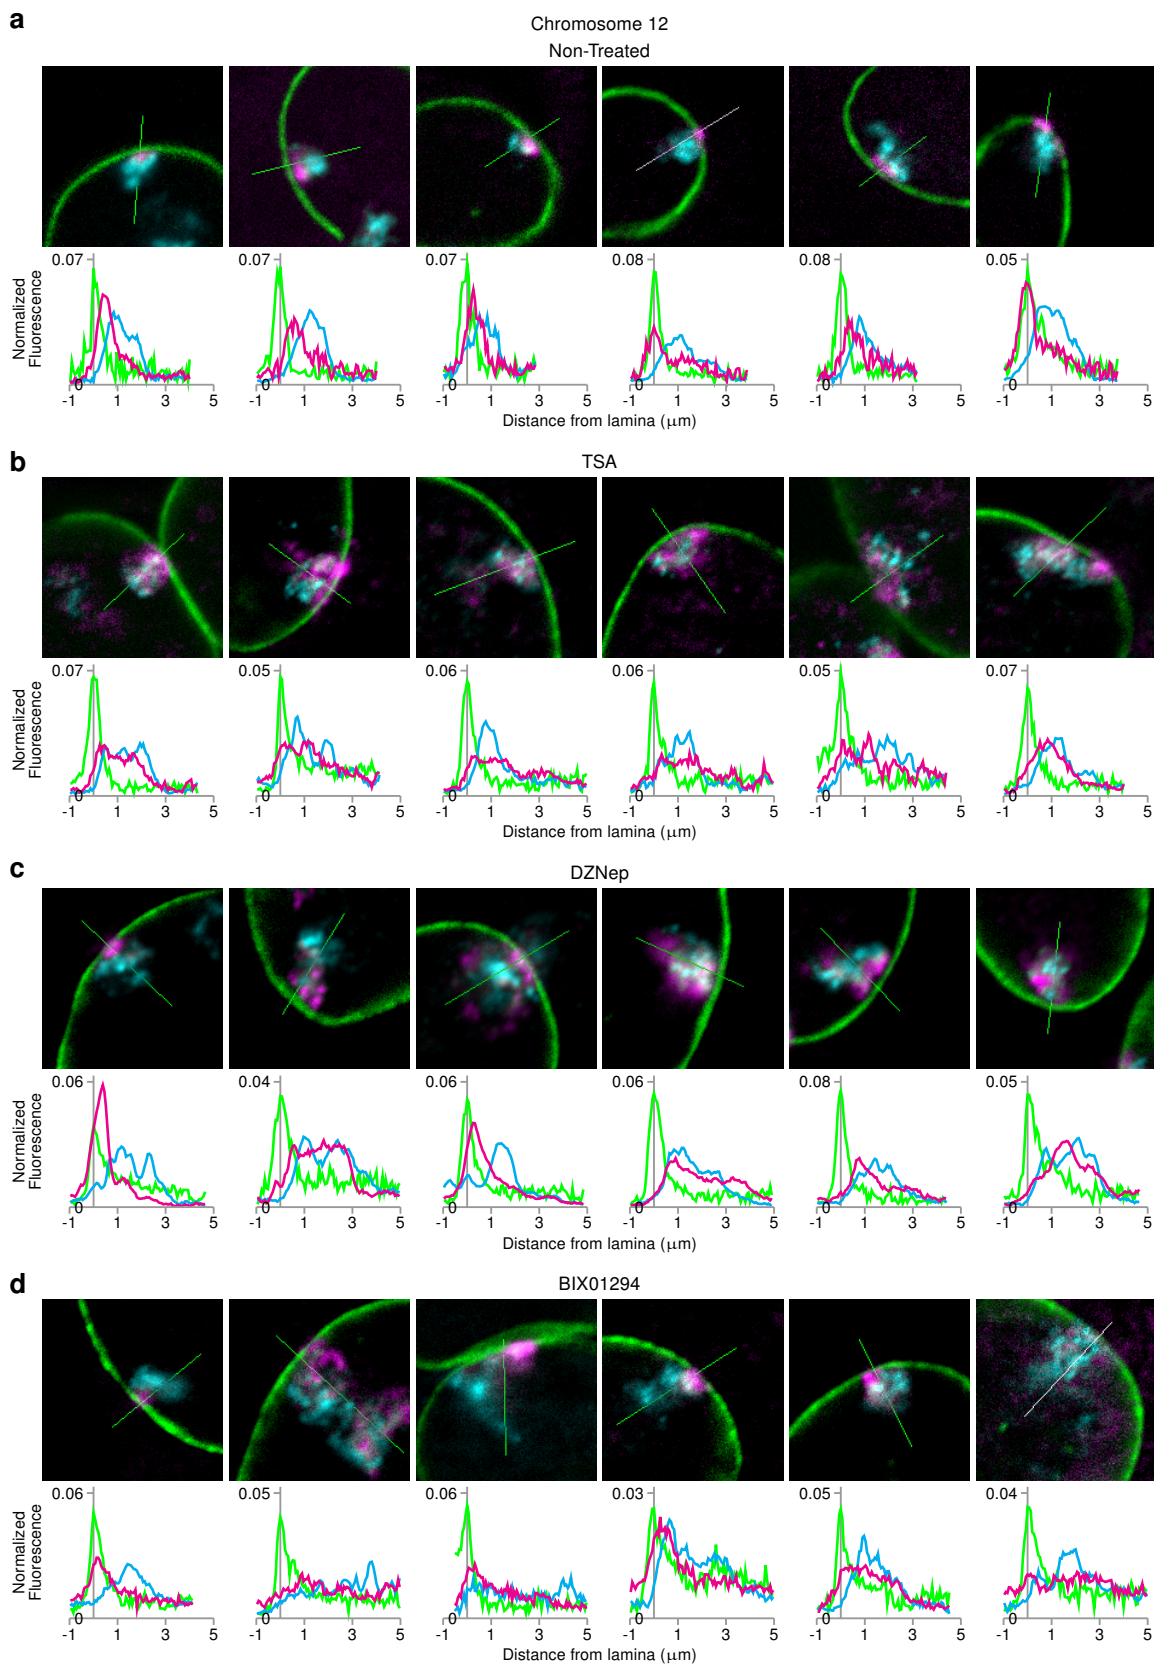 a
Chromosome 12
Non-Treated
0.07 0.07 0.07 0.08 0.08 0.05
Normalized
Fluorescence
0 0 0 0 0 0
-1 1 3 5 -1 1 3 5 -1 1 3 5 -1 1 3 5 -1 1 3 5 -1 1 3 5
Distance from lamina (μm)
b
TSA
0.07 0.05 0.06 0.06 0.05 0.07
Normalized
Fluorescence
0 0 0 0 0 0
-1 1 3 5 -1 1 3 5 -1 1 3 5 -1 1 3 5 -1 1 3 5 -1 1 3 5
Distance from lamina (μm)
c
DZNep
0.06 0.04 0.06 0.06 0.08 0.05
Normalized
Fluorescence
0 0 0 0 0 0
-1 1 3 5 -1 1 3 5 -1 1 3 5 -1 1 3 5 -1 1 3 5 -1 1 3 5
Distance from lamina (μm)
d
BIX01294
0.06 0.05 0.06 0.03 0.05 0.04
Normalized
Fluorescence
0 0 0 0 0 0
-1 1 3 5 -1 1 3 5 -1 1 3 5 -1 1 3 5 -1 1 3 5 -1 1 3 5
Distance from lamina (μm)